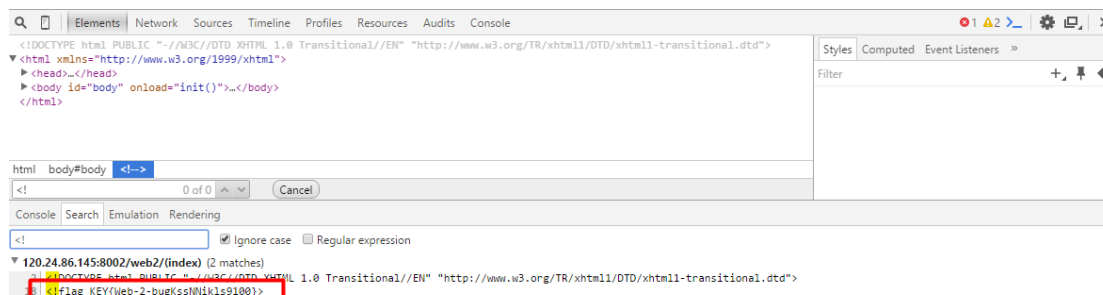 Elements Network Sources Timeline Profiles Resources Audits Console 1 2
<!DOCTYPE html PUBLIC "-//W3C//DTD XHTML 1.0 Transitional//EN" "http://www.w3.org/TR/xhtml1/DTD/xhtml1-transitional.dtd">
<html xmlns="http://www.w3.org/1999/xhtml">
<head>…</head>
<body id="body" onload="init()">…</body>
</html>
Styles Computed Event Listeners »
Filter
html body#body <!-->
<! 0 of 0 Cancel
Console Search Emulation Rendering
<! Ignore case Regular expression
120.24.86.145:8002/web2/(index) (2 matches)
2 <!DOCTYPE html PUBLIC "-//W3C//DTD XHTML 1.0 Transitional//EN" "http://www.w3.org/TR/xhtml1/DTD/xhtml1-transitional.dtd">
18 <!flag KEY{Web-2-bugKssNNikls9100}>